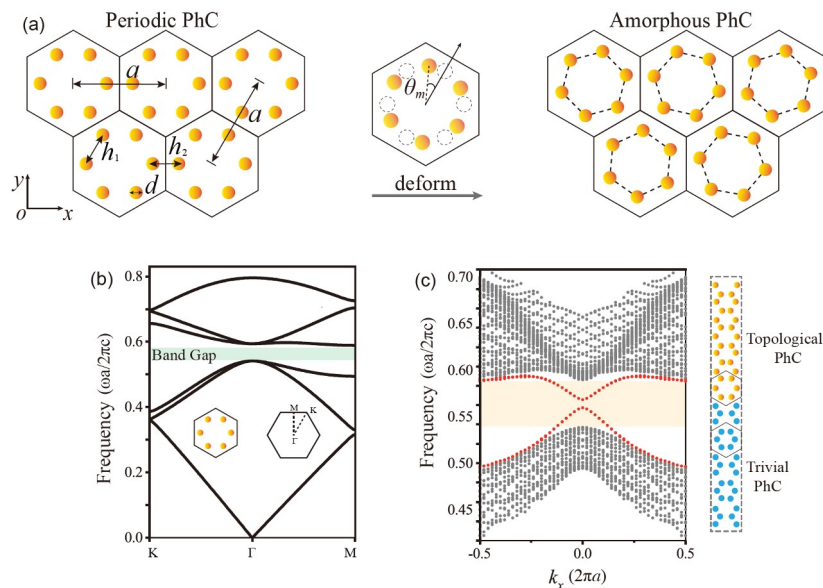 (a)
Periodic PhC
Amorphous PhC
a
a
h₁
h₂
d
y
o
x
θₘ
deform
(b)
Frequency (ωa/2πc)
0.8
0.6
0.4
0.2
0.0
Band Gap
M
K
Γ
K
Γ
M
(c)
Frequency (ωa/2πc)
0.70
0.65
0.60
0.55
0.50
0.45
-0.5
0.0
0.5
kₓ (2πa)
Topological
PhC
Trivial
PhC